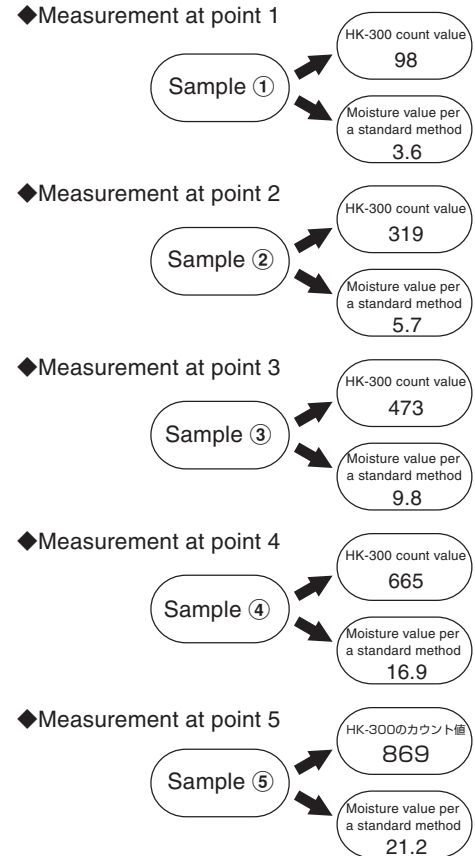 ◆Measurement at point 1
HK-300 count value
98
Sample ①
Moisture value per
a standard method
3.6
◆Measurement at point 2
HK-300 count value
319
Sample ②
Moisture value per
a standard method
5.7
◆Measurement at point 3
HK-300 count value
473
Sample ③
Moisture value per
a standard method
9.8
◆Measurement at point 4
HK-300 count value
665
Sample ④
Moisture value per
a standard method
16.9
◆Measurement at point 5
HK-300のカウント値
869
Sample ⑤
Moisture value per
a standard method
21.2